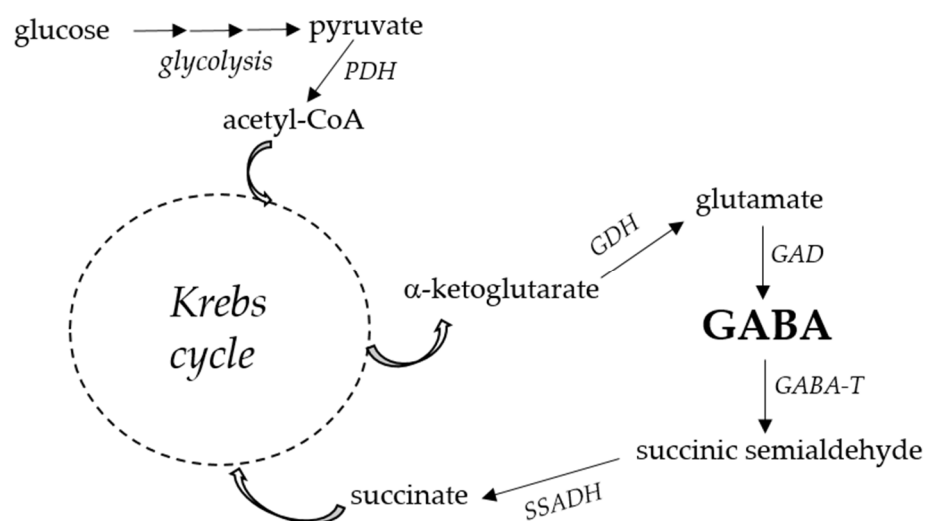 glucose
glycolysis
pyruvate
PDH
acetyl-CoA
Krebs
cycle
α-ketoglutarate
GDH
glutamate
GAD
GABA
GABA-T
succinic semialdehyde
SSADH
succinate